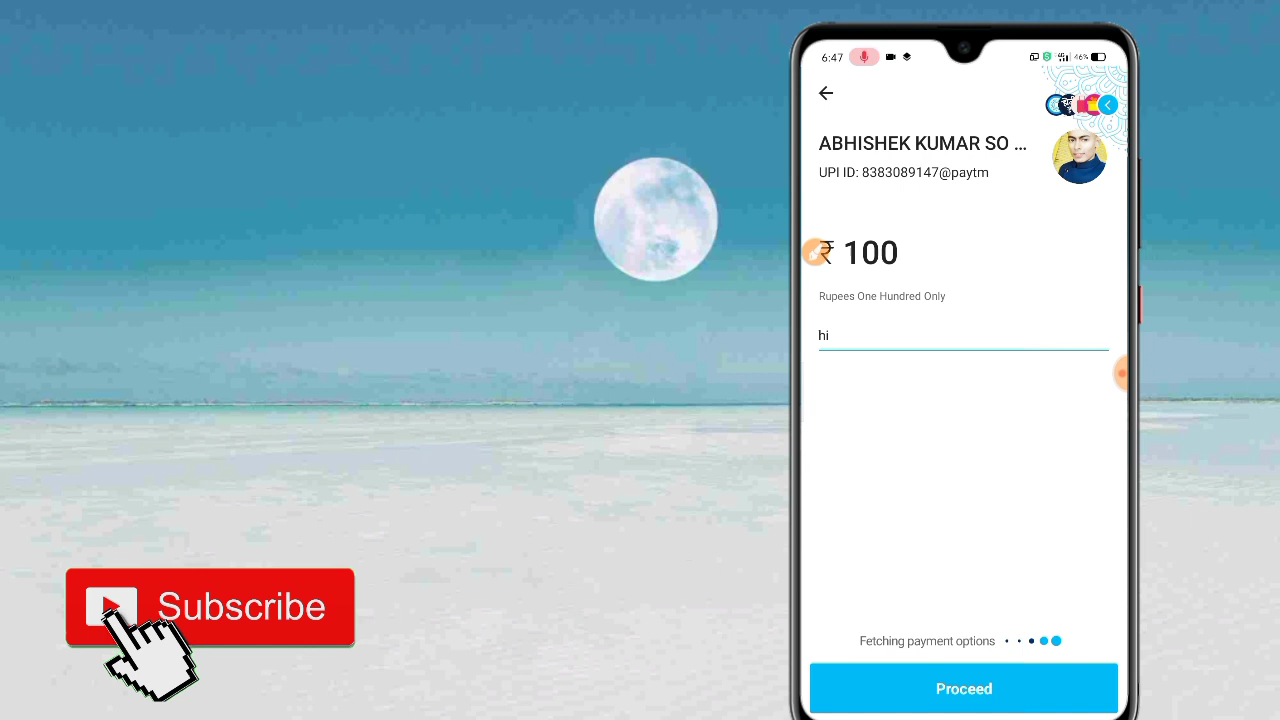 6:47
46%
ABHISHEK KUMAR SO ...
UPI ID: 8383089147@paytm
₹ 100
Rupees One Hundred Only
hi
Fetching payment options
Proceed
Subscribe